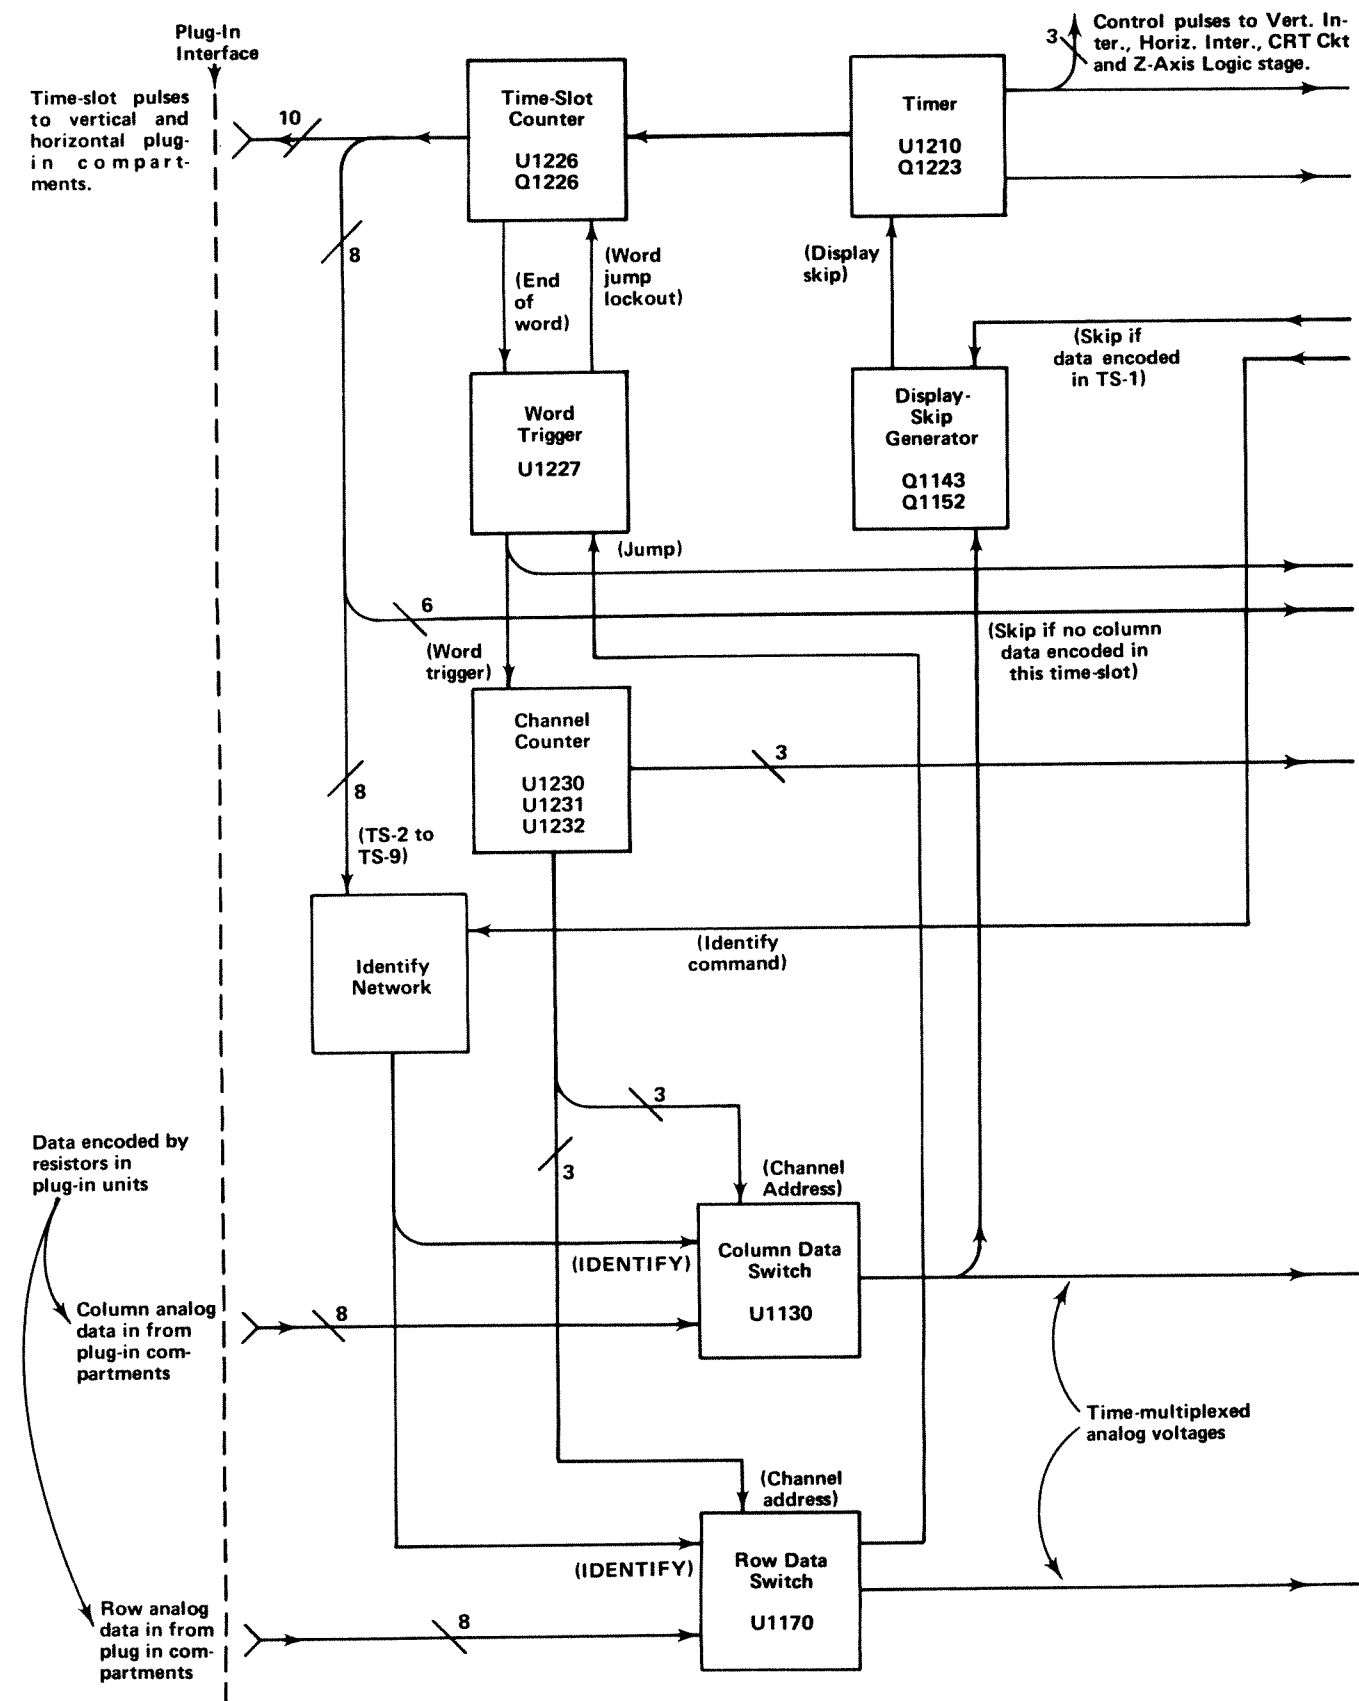 Plug-In
Interface
Time-slot pulses
to vertical and
horizontal plug-
in compart-
ments.
10
Time-Slot
Counter
U1226
Q1226
Timer
U1210
Q1223
3
Control pulses to Vert. In-
ter., Horiz. Inter., CRT Ckt
and Z-Axis Logic stage.
8
(End
of
word)
(Word
jump
lockout)
(Display
skip)
(Skip if
data encoded
in TS-1)
Word
Trigger
U1227
Display-
Skip
Generator
Q1143
Q1152
(Jump)
6
(Word
trigger)
(Skip if no column
data encoded in
this time-slot)
Channel
Counter
U1230
U1231
U1232
3
8
(TS-2 to
TS-9)
Identify
Network
(Identify
command)
3
3
Data encoded by
resistors in
plug-in units
(Channel
Address)
(IDENTIFY)
Column Data
Switch
U1130
Column analog
data in from
plug-in com-
partments
8
Time-multiplexed
analog voltages
(Channel
address)
(IDENTIFY)
Row Data
Switch
U1170
Row analog
data in from
plug in com-
partments
8